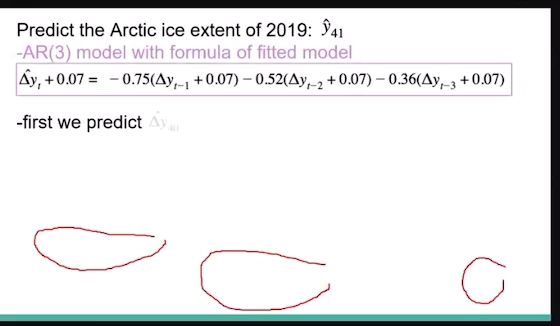 Predict the Arctic ice extent of 2019: ŷ₄₁
-AR(3) model with formula of fitted model
Δ̂yₜ + 0.07 = − 0.75(Δyₜ₋₁ + 0.07) − 0.52(Δyₜ₋₂ + 0.07) − 0.36(Δyₜ₋₃ + 0.07)
-first we predict